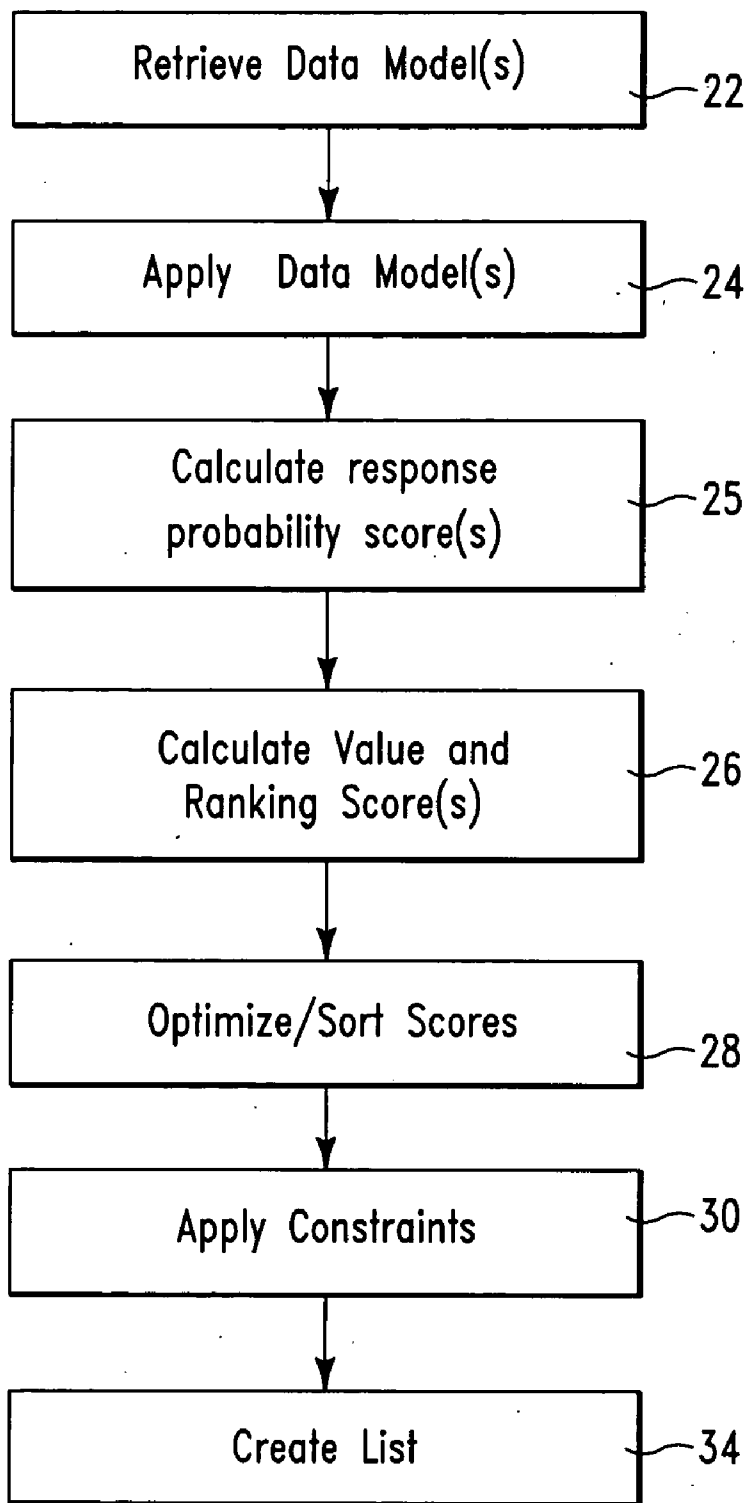 Retrieve Data Model(s)
22
Apply Data Model(s)
24
Calculate response
probability score(s)
25
Calculate Value and
Ranking Score(s)
26
Optimize/Sort Scores
28
Apply Constraints
30
Create List
34